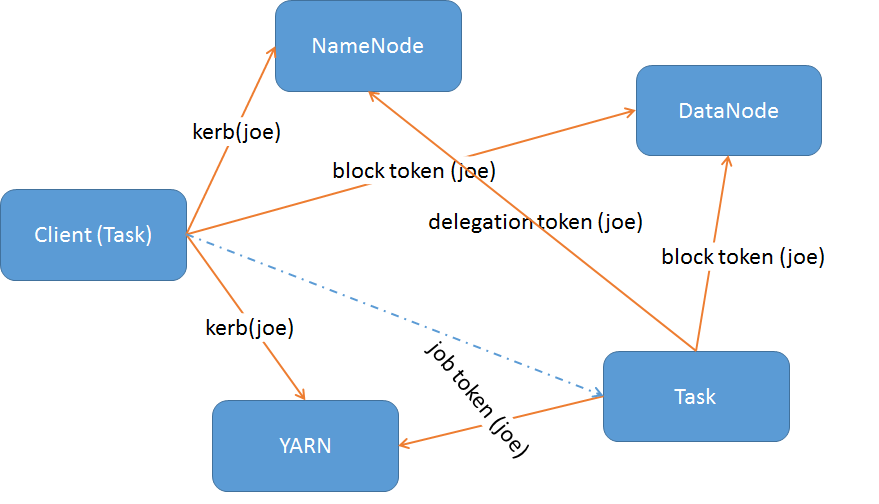 NameNode
DataNode
kerb(joe)
block token (joe)
delegation token (joe)
Client (Task)
block token (joe)
kerb(joe)
job token (joe)
Task
YARN